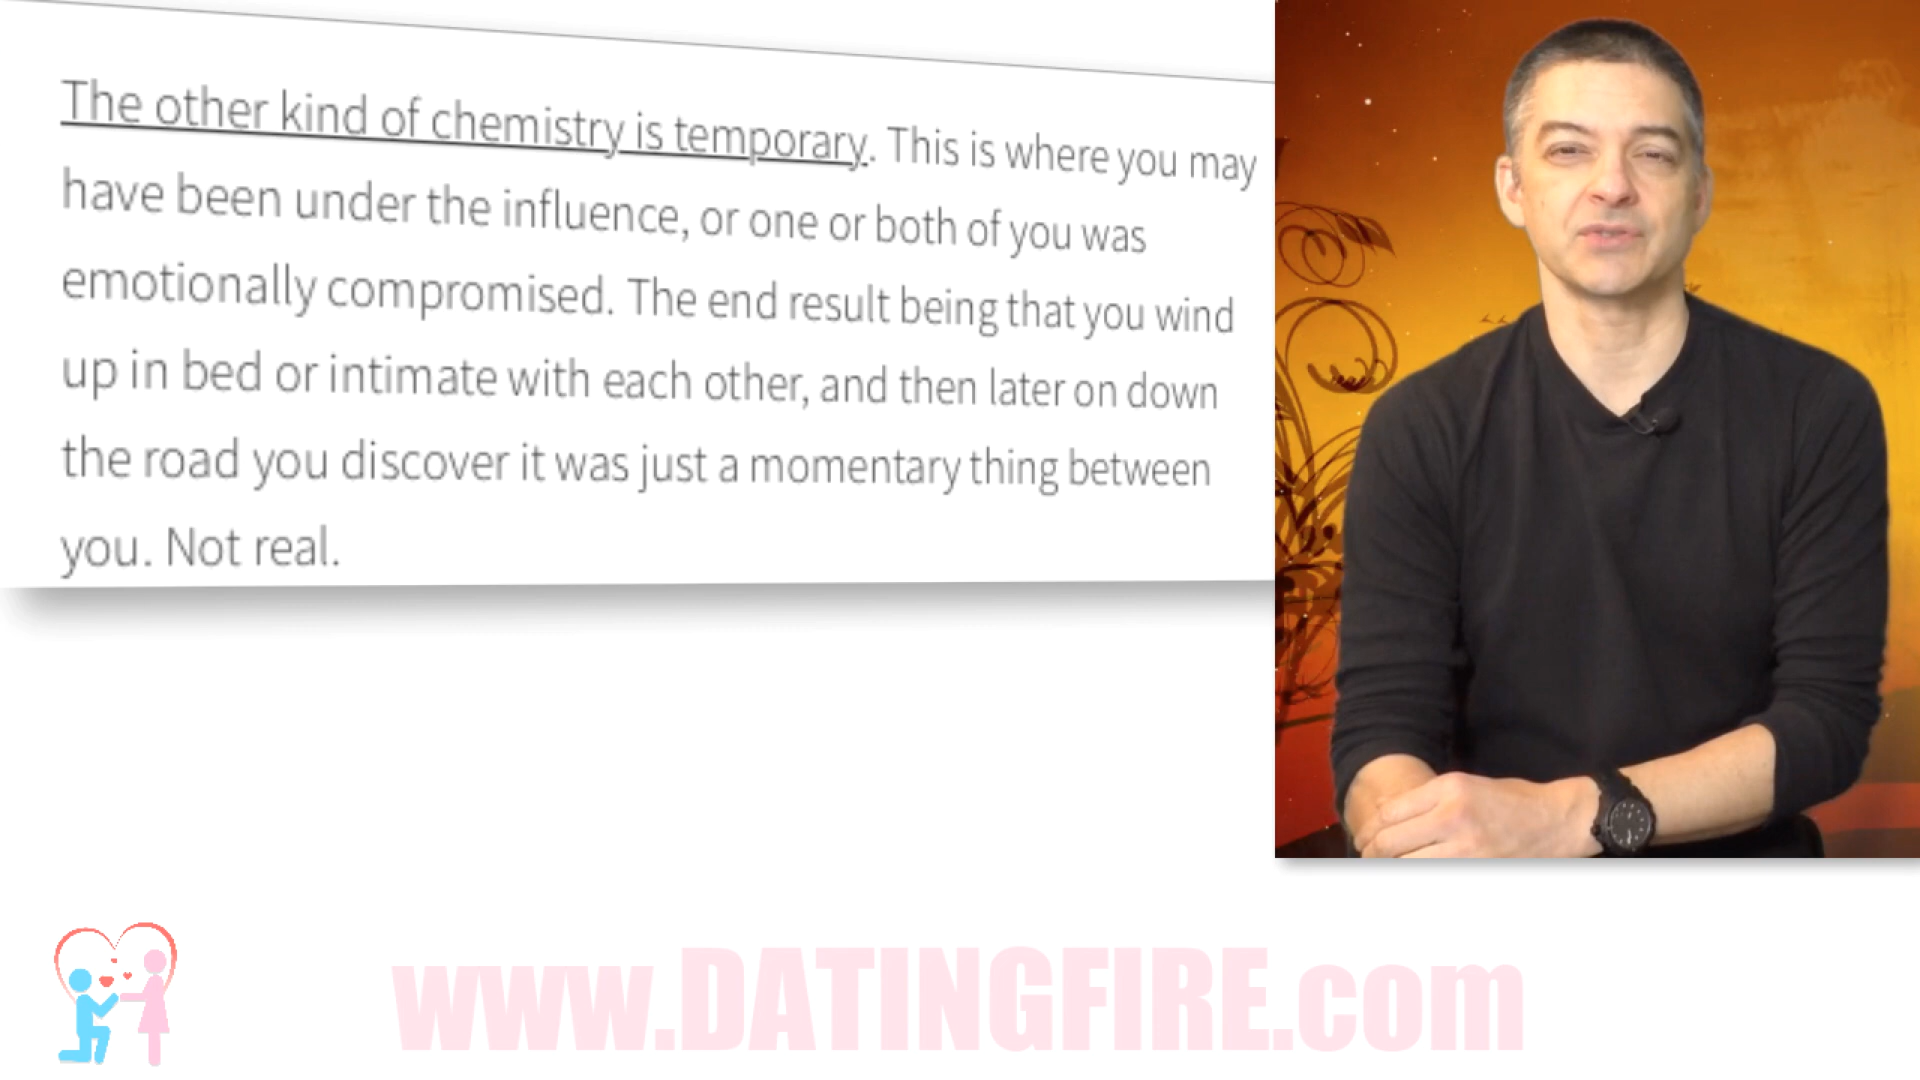 The other kind of chemistry is temporary. This is where you may
have been under the influence, or one or both of you was
emotionally compromised. The end result being that you wind
up in bed or intimate with each other, and then later on down
the road you discover it was just a momentary thing between
you. Not real.
www.DATINGFIRE.com